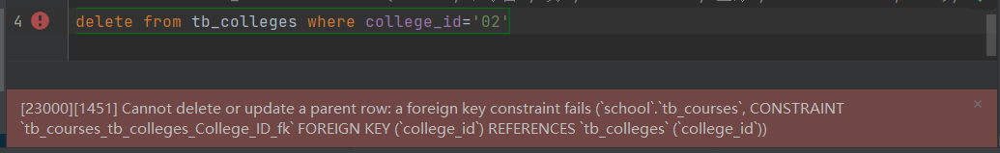 4 delete from tb_colleges where college_id='02'
[23000][1451] Cannot delete or update a parent row: a foreign key constraint fails (`school`.`tb_courses`, CONSTRAINT
`tb_courses_tb_colleges_College_ID_fk` FOREIGN KEY (`college_id`) REFERENCES `tb_colleges` (`college_id`))